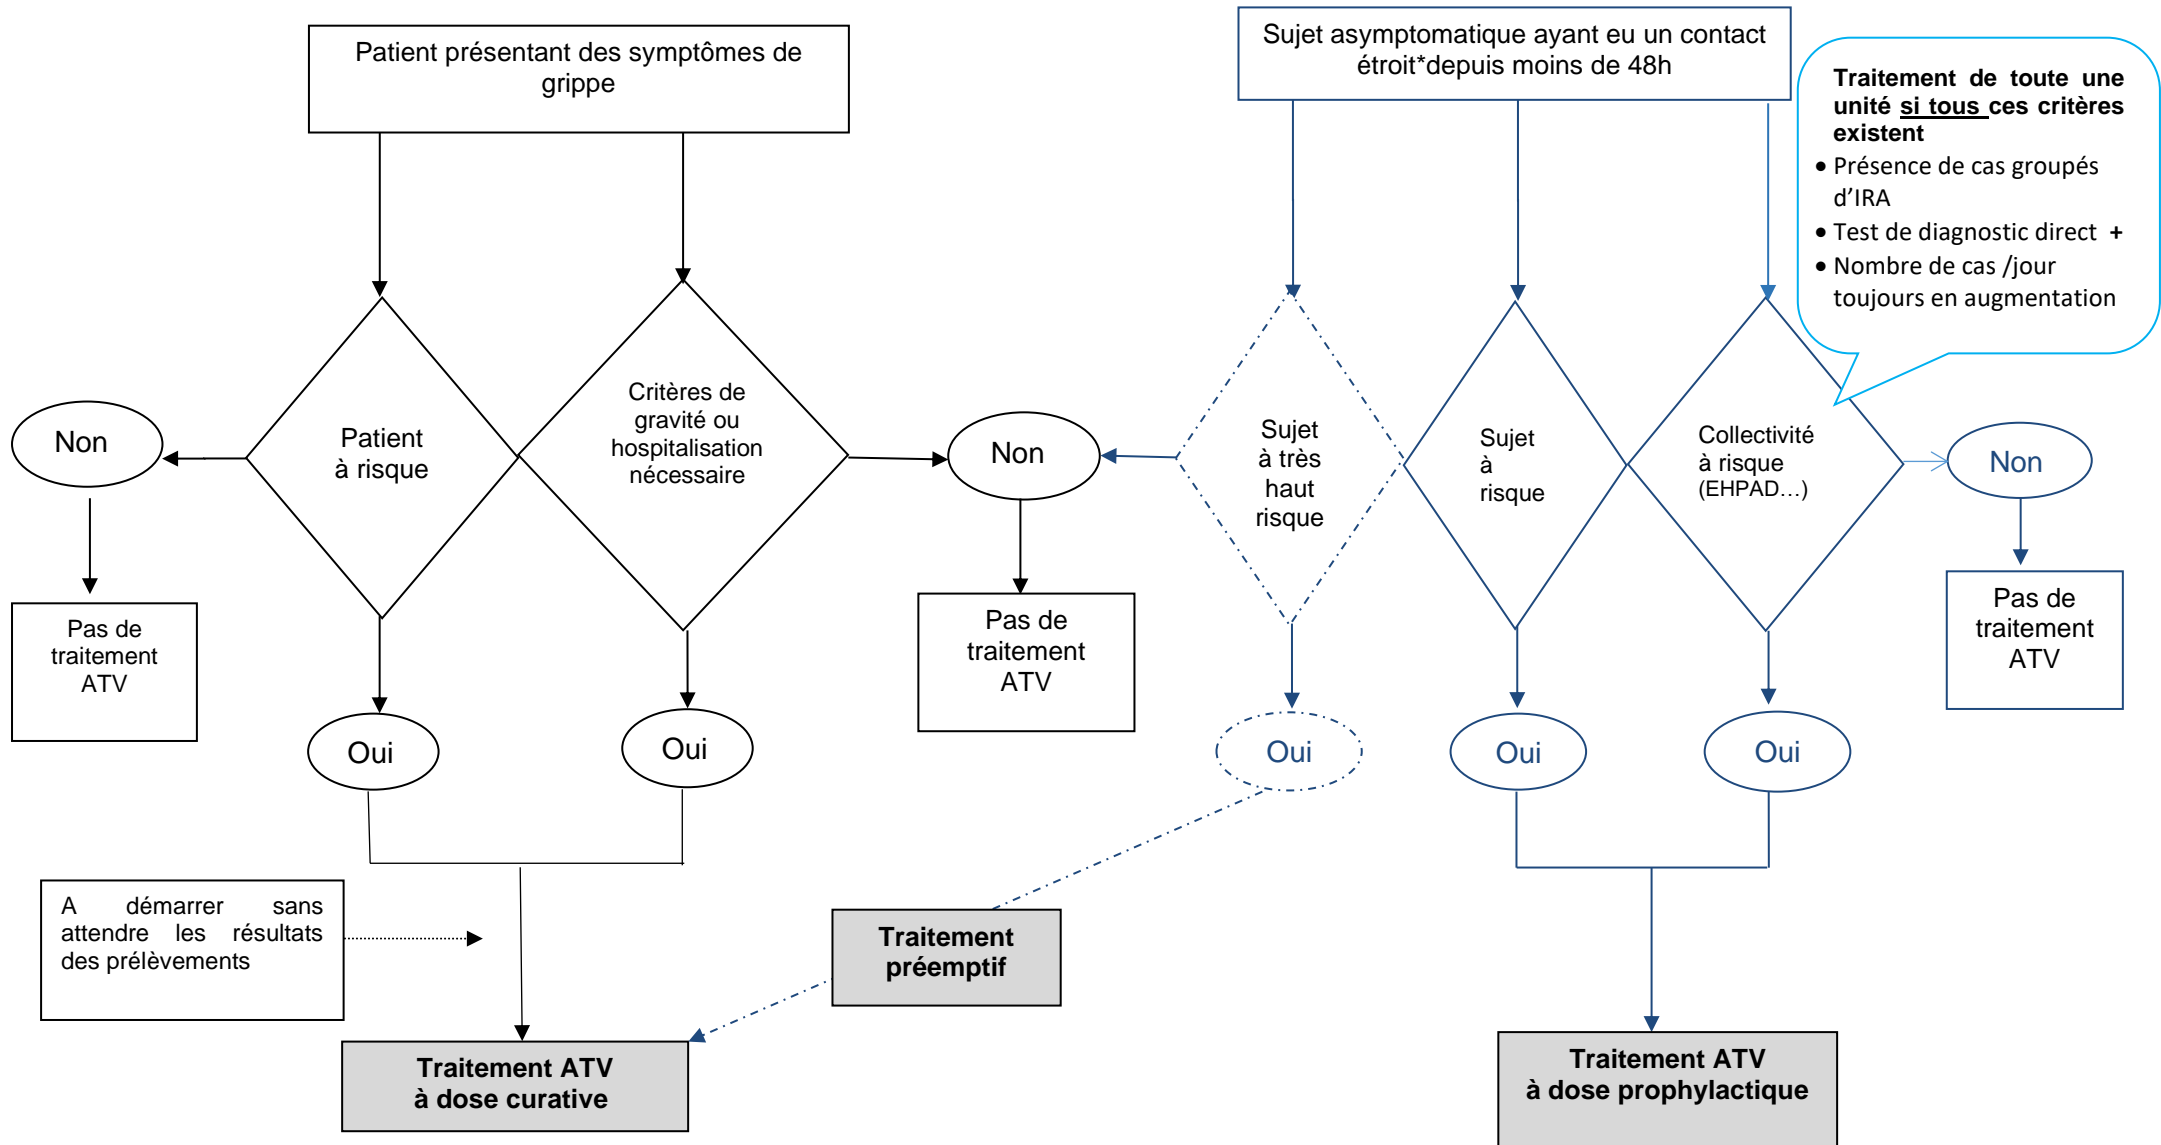 Patient présentant des symptômes de
grippe
Sujet asymptomatique ayant eu un contact
étroit*depuis moins de 48h
Traitement de toute une
unité si tous ces critères
existent
• Présence de cas groupés
d’IRA
• Test de diagnostic direct +
• Nombre de cas /jour
toujours en augmentation
Non
Patient
à risque
Critères de
gravité ou
hospitalisation
nécessaire
Non
Sujet
à très
haut
risque
Sujet
à
risque
Collectivité
à risque
(EHPAD…)
Non
Pas de
traitement
ATV
Pas de
traitement
ATV
Pas de
traitement
ATV
Oui
Oui
Oui
Oui
Oui
A démarrer sans
attendre les résultats
des prélèvements
Traitement
préemptif
Traitement ATV
à dose curative
Traitement ATV
à dose prophylactique